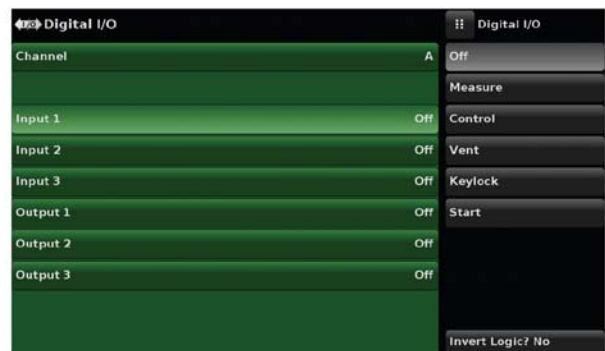 I/O Digital I/O
Channel A
Input 1 Off
Input 2 Off
Input 3 Off
Output 1 Off
Output 2 Off
Output 3 Off
Digital I/O
Off
Measure
Control
Vent
Keylock
Start
Invert Logic? No